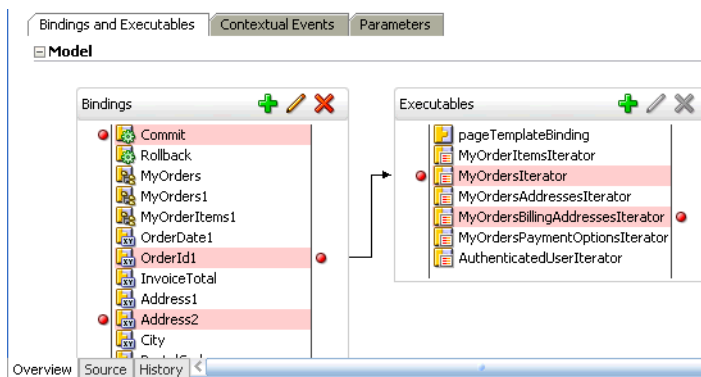 Bindings and Executables Contextual Events Parameters
Model
Bindings
Commit
Rollback
MyOrders
MyOrders1
MyOrderItems1
OrderDate1
OrderId1
InvoiceTotal
Address1
Address2
City
Executables
pageTemplateBinding
MyOrderItemsIterator
MyOrdersIterator
MyOrdersAddressesIterator
MyOrdersBillingAddressesIterator
MyOrdersPaymentOptionsIterator
AuthenticatedUserIterator
Overview Source History